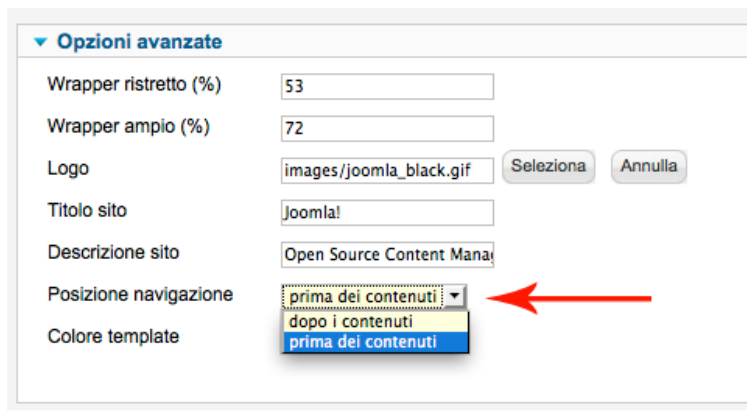 Opzioni avanzate
Wrapper ristretto (%) 53
Wrapper ampio (%) 72
Logo images/joomla_black.gif Seleziona Annulla
Titolo sito Joomla!
Descrizione sito Open Source Content Mana
Posizione navigazione prima dei contenuti
dopo i contenuti
Colore template prima dei contenuti